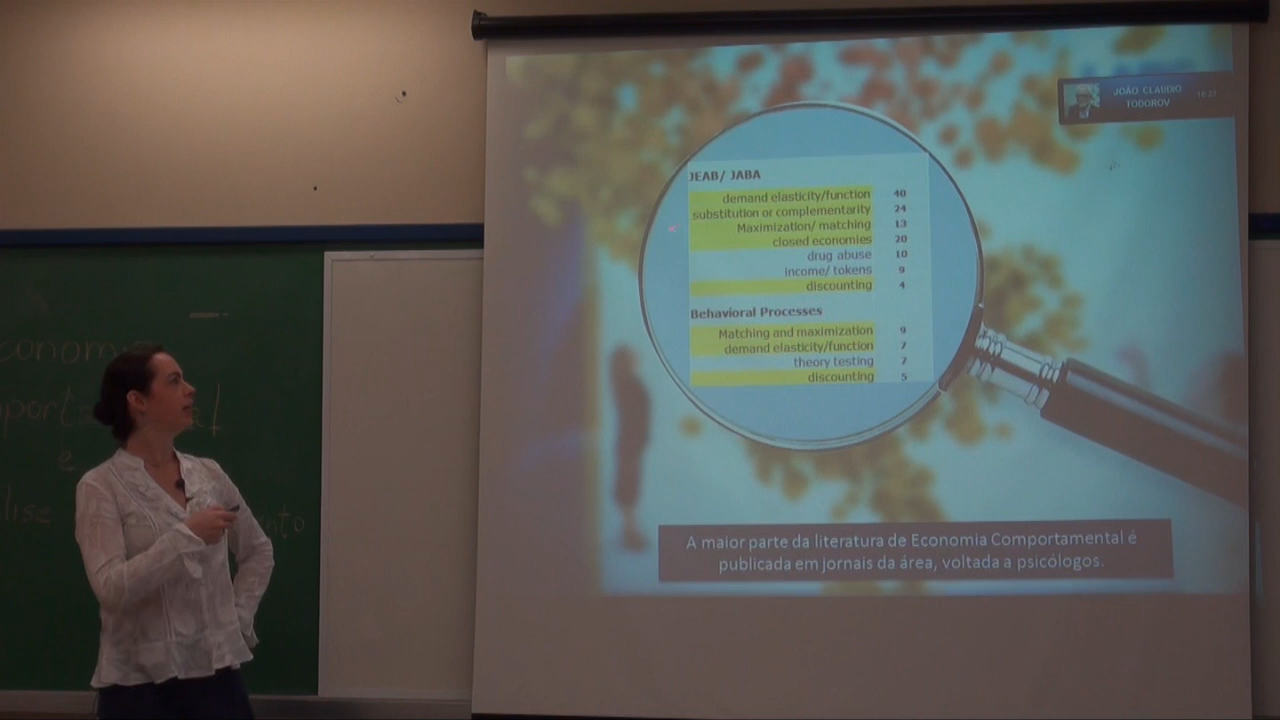 JOÃO CLAUDIO
TODOROV
16:21
JEAB/ JABA
demand elasticity/function 40
substitution or complementarity 24
Maximization/ matching 13
closed economies 20
drug abuse 10
income/ tokens 9
discounting 4
Behavioral Processes
Matching and maximization 9
demand elasticity/function 7
theory testing 7
discounting 5
A maior parte da literatura de Economia Comportamental é
publicada em jornais da área, voltada a psicólogos.
e